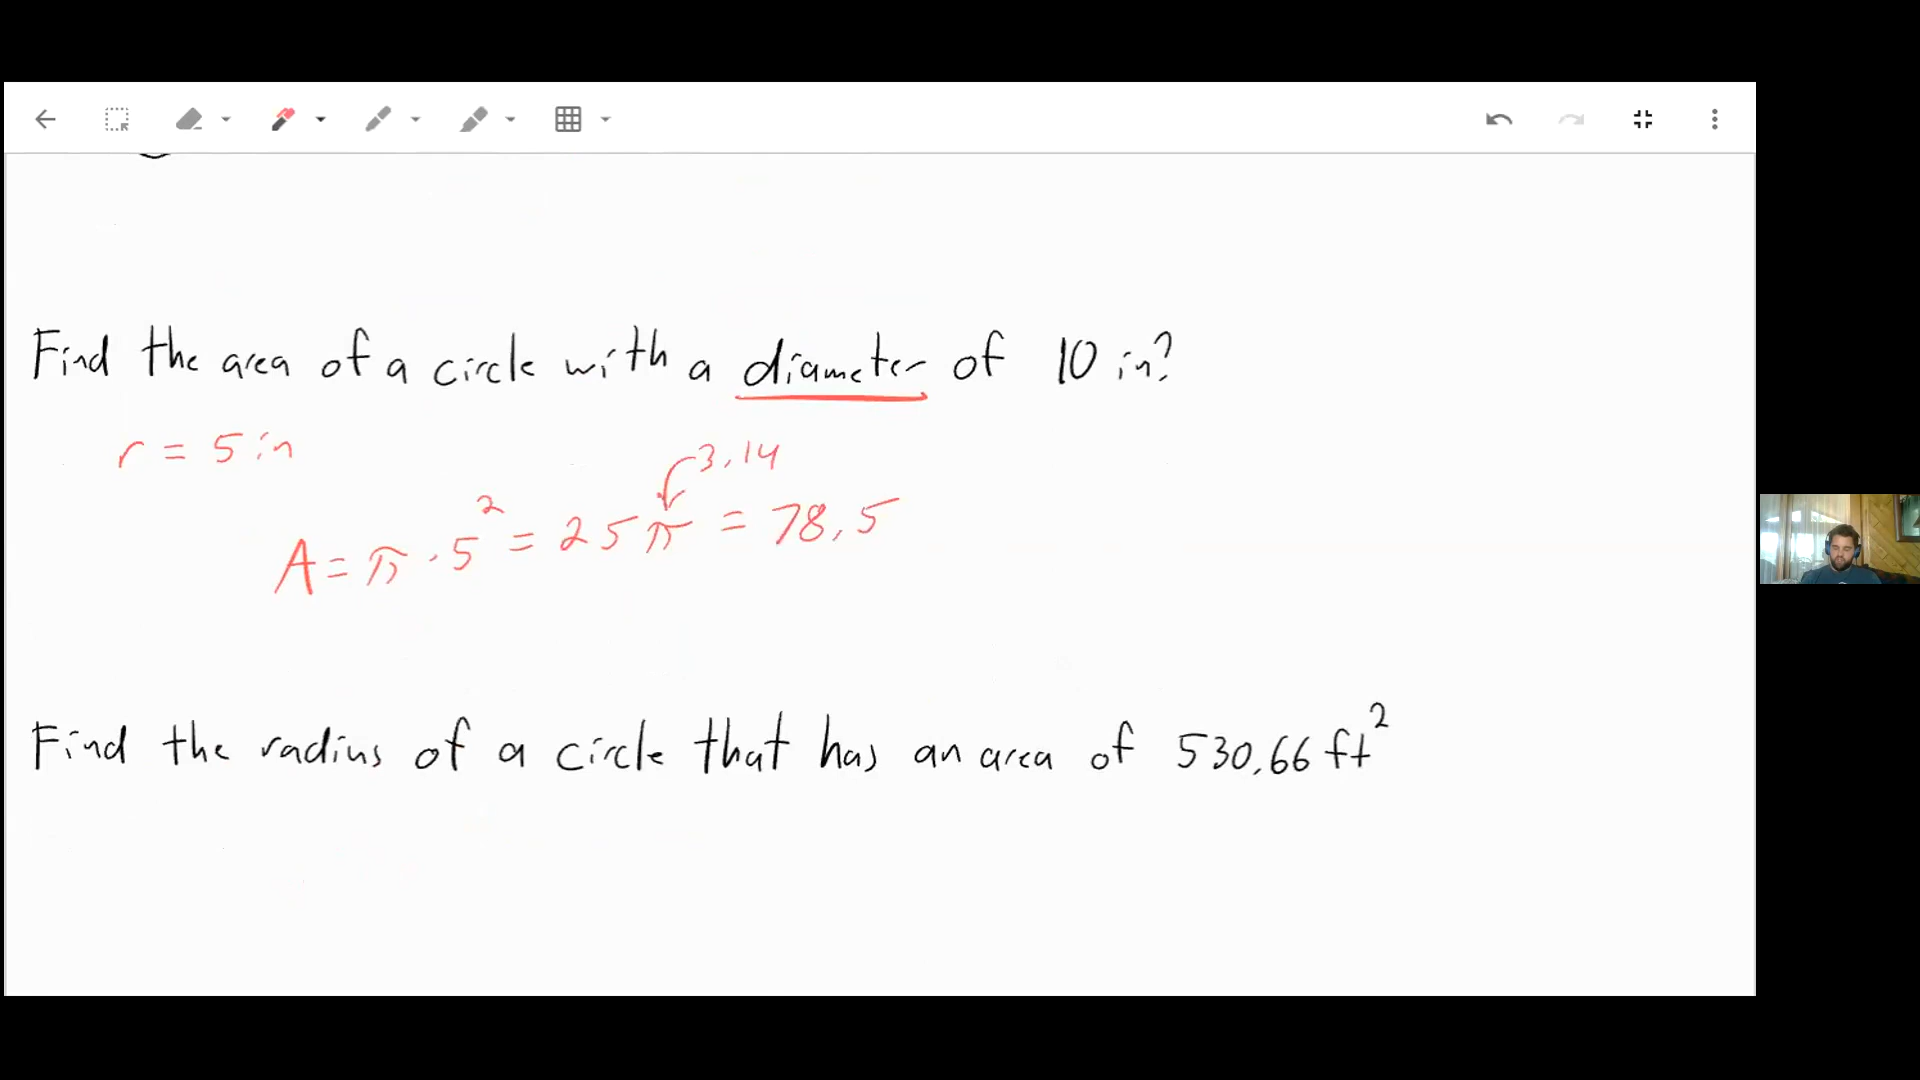 Find the area of a circle with a diameter of 10 in?
r = 5 in
3.14
A = π · 5² = 25π = 78.5
Find the radius of a circle that has an area of 530.66 ft²